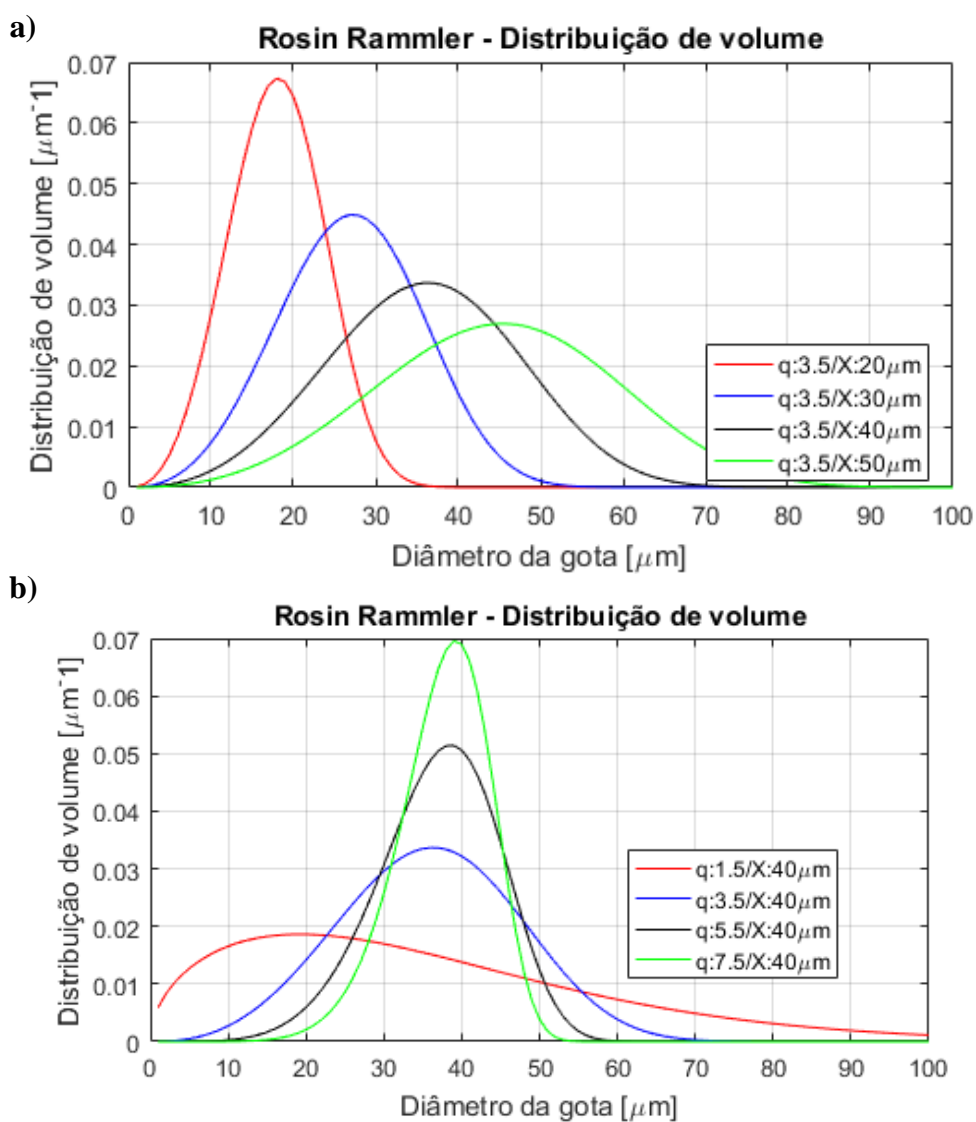 a)
Rosin Rammler - Distribuição de volume
Distribuição de volume [μm-1]
0.07
0.06
0.05
0.04
0.03
0.02
0.01
0
q:3.5/X:20μm
q:3.5/X:30μm
q:3.5/X:40μm
q:3.5/X:50μm
0 10 20 30 40 50 60 70 80 90 100
Diâmetro da gota [μm]
b)
Rosin Rammler - Distribuição de volume
Distribuição de volume [μm-1]
0.07
0.06
0.05
0.04
0.03
0.02
0.01
0
q:1.5/X:40μm
q:3.5/X:40μm
q:5.5/X:40μm
q:7.5/X:40μm
0 10 20 30 40 50 60 70 80 90 100
Diâmetro da gota [μm]